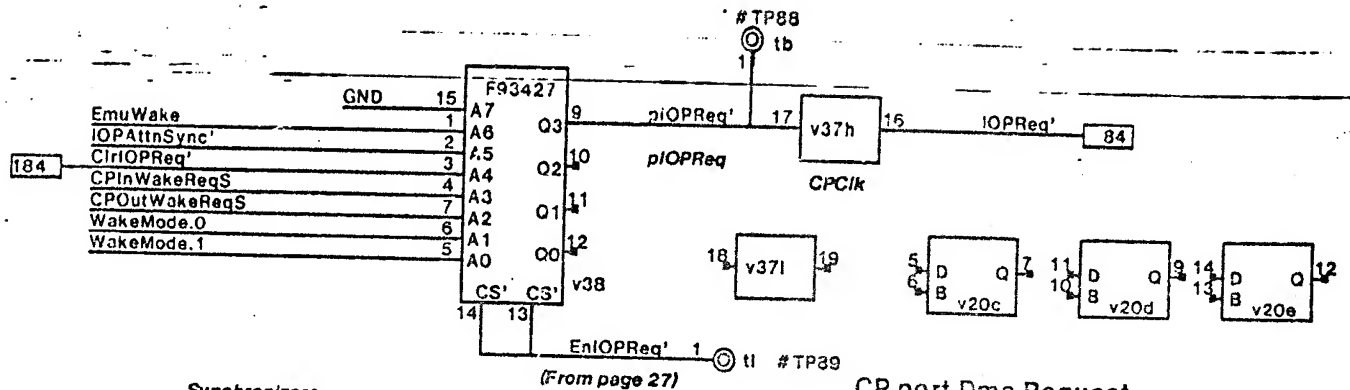 #TP88
tb
1
F93427
GND 15 A7
EmuWake 1 A6
IOPAttnSync' 2 A5
184 ClrIOPReq' 3 A4
CPInWakeReqS 4 A3
CPOutWakeReqS 7 A2
WakeMode.0 6 A1
WakeMode.1 5 A0
Q3 9 pIOPReq' 17 v37h 16 IOPReq' 84
pIOPReq
CPClk
Q2 10
Q1 11
Q0 12
v38
CS' CS'
14 13
18 v37i 19
5 D Q 7
6 B
v20c
11 D Q 9
10 B
v20d
14 D Q 12
13 B
v20e
EnIOPReq' 1 tl #TP89
(From page 27)
CP port Dma Request